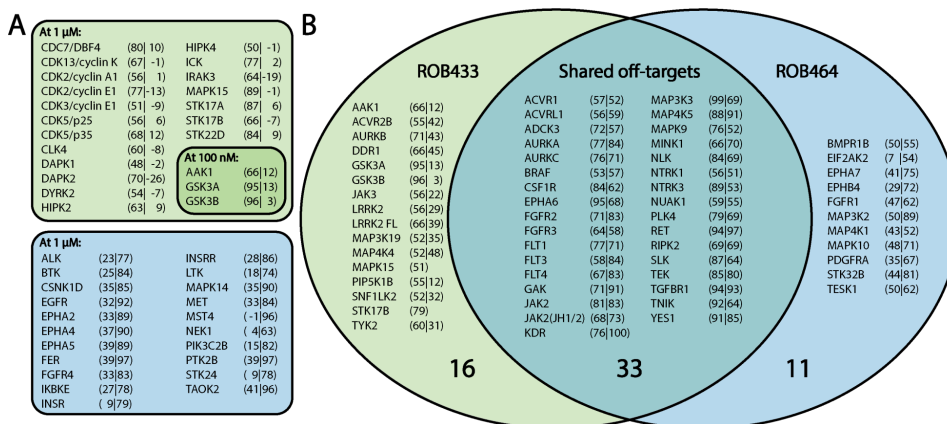 A
At 1 µM:
CDC7/DBF4 (80| 10)
CDK13/cyclin K (67| -1)
CDK2/cyclin A1 (56| 1)
CDK2/cyclin E1 (77|-13)
CDK3/cyclin E1 (51| -9)
CDK5/p25 (56| 6)
CDK5/p35 (68| 12)
CLK4 (60| -8)
DAPK1 (48| -2)
DAPK2 (70|-26)
DYRK2 (54| -7)
HIPK2 (63| 9)
HIPK4 (50| -1)
ICK (77| 2)
IRAK3 (64|-19)
MAPK15 (89| -1)
STK17A (87| 6)
STK17B (66| -7)
STK22D (84| 9)
At 100 nM:
AAK1 (66|12)
GSK3A (95|13)
GSK3B (96| 3)
At 1 µM:
ALK (23|77)
BTK (25|84)
CSNK1D (35|85)
EGFR (32|92)
EPHA2 (33|89)
EPHA4 (37|90)
EPHA5 (39|89)
FER (39|97)
FGFR4 (33|83)
IKBKE (27|78)
INSR ( 9|79)
INSRR (28|86)
LTK (18|74)
MAPK14 (35|90)
MET (33|84)
MST4 ( -1|96)
NEK1 ( 4|63)
PIK3C2B (15|82)
PTK2B (39|97)
STK24 ( 9|78)
TAOK2 (41|96)
B
ROB433
AAK1 (66|12)
ACVR2B (55|42)
AURKB (71|43)
DDR1 (66|45)
GSK3A (95|13)
GSK3B (96| 3)
JAK3 (56|22)
LRRK2 (56|29)
LRRK2 FL (66|39)
MAP3K19 (52|35)
MAP4K4 (52|48)
MAPK15 (51)
PIP5K1B (55|12)
SNF1LK2 (52|32)
STK17B (79)
TYK2 (60|31)
16
Shared off-targets
ACVR1 (57|52)
ACVRL1 (56|59)
ADCK3 (72|57)
AURKA (77|84)
AURKC (76|71)
BRAF (53|57)
CSF1R (84|62)
EPHA6 (95|68)
FGFR2 (71|83)
FGFR3 (64|58)
FLT1 (77|71)
FLT3 (58|84)
FLT4 (67|83)
GAK (71|91)
JAK2 (81|83)
JAK2(JH1/2) (68|73)
KDR (76|100)
MAP3K3 (99|69)
MAP4K5 (88|91)
MAPK9 (76|52)
MINK1 (66|70)
NLK (84|69)
NTRK1 (56|51)
NTRK3 (89|53)
NUAK1 (59|55)
PLK4 (79|69)
RET (94|97)
RIPK2 (69|69)
SLK (87|64)
TEK (85|80)
TGFBR1 (94|93)
TNIK (92|64)
YES1 (91|85)
33
ROB464
BMPR1B (50|55)
EIF2AK2 (7 |54)
EPHA7 (41|75)
EPHB4 (29|72)
FGFR1 (47|62)
MAP3K2 (50|89)
MAP4K1 (43|52)
MAPK10 (48|71)
PDGFRA (35|67)
STK32B (44|81)
TESK1 (50|62)
11